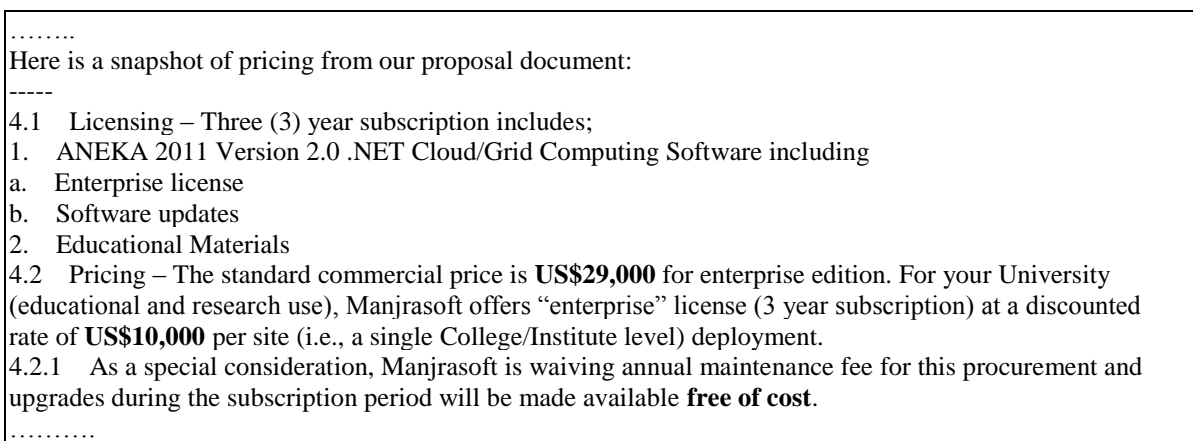 ……..
Here is a snapshot of pricing from our proposal document:
-----
4.1 Licensing – Three (3) year subscription includes;
1. ANEKA 2011 Version 2.0 .NET Cloud/Grid Computing Software including
a. Enterprise license
b. Software updates
2. Educational Materials
4.2 Pricing – The standard commercial price is US$29,000 for enterprise edition. For your University
(educational and research use), Manjrasoft offers “enterprise” license (3 year subscription) at a discounted
rate of US$10,000 per site (i.e., a single College/Institute level) deployment.
4.2.1 As a special consideration, Manjrasoft is waiving annual maintenance fee for this procurement and
upgrades during the subscription period will be made available free of cost.
……….